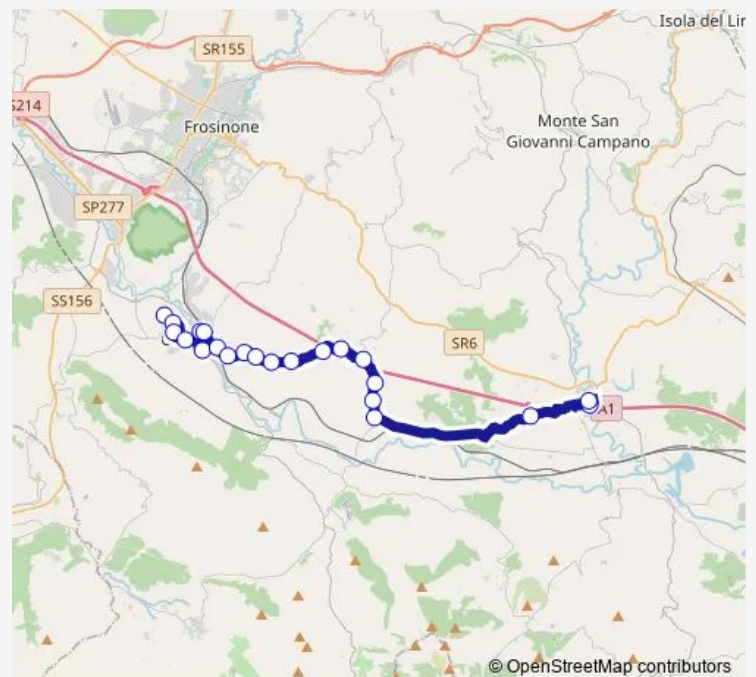 Isola del Lir
SR155
S214
Frosinone
Monte San
Giovanni Campano
SP277
SS156
SR6
A1
© OpenStreetMap contributors